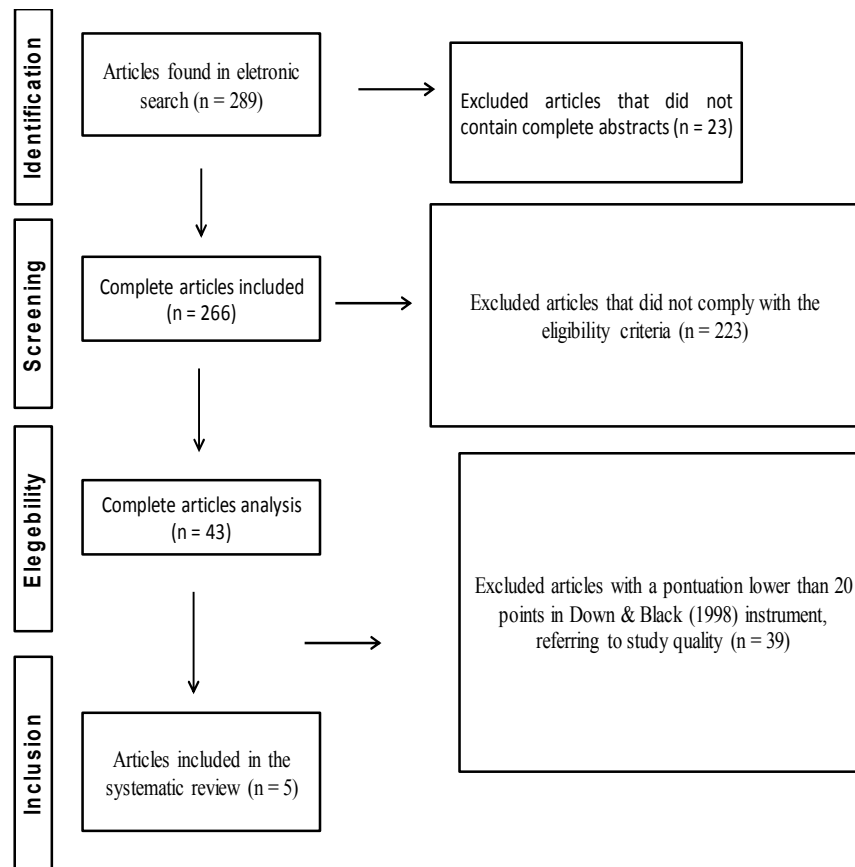 Identification
Articles found in eletronic
search (n = 289)
Excluded articles that did not
contain complete abstracts (n = 23)
Screening
Complete articles included
(n = 266)
Excluded articles that did not comply with the
eligibility criteria (n = 223)
Elegebility
Complete articles analysis
(n = 43)
Excluded articles with a pontuation lower than 20
points in Down & Black (1998) instrument,
referring to study quality (n = 39)
Inclusion
Articles included in the
systematic review (n = 5)